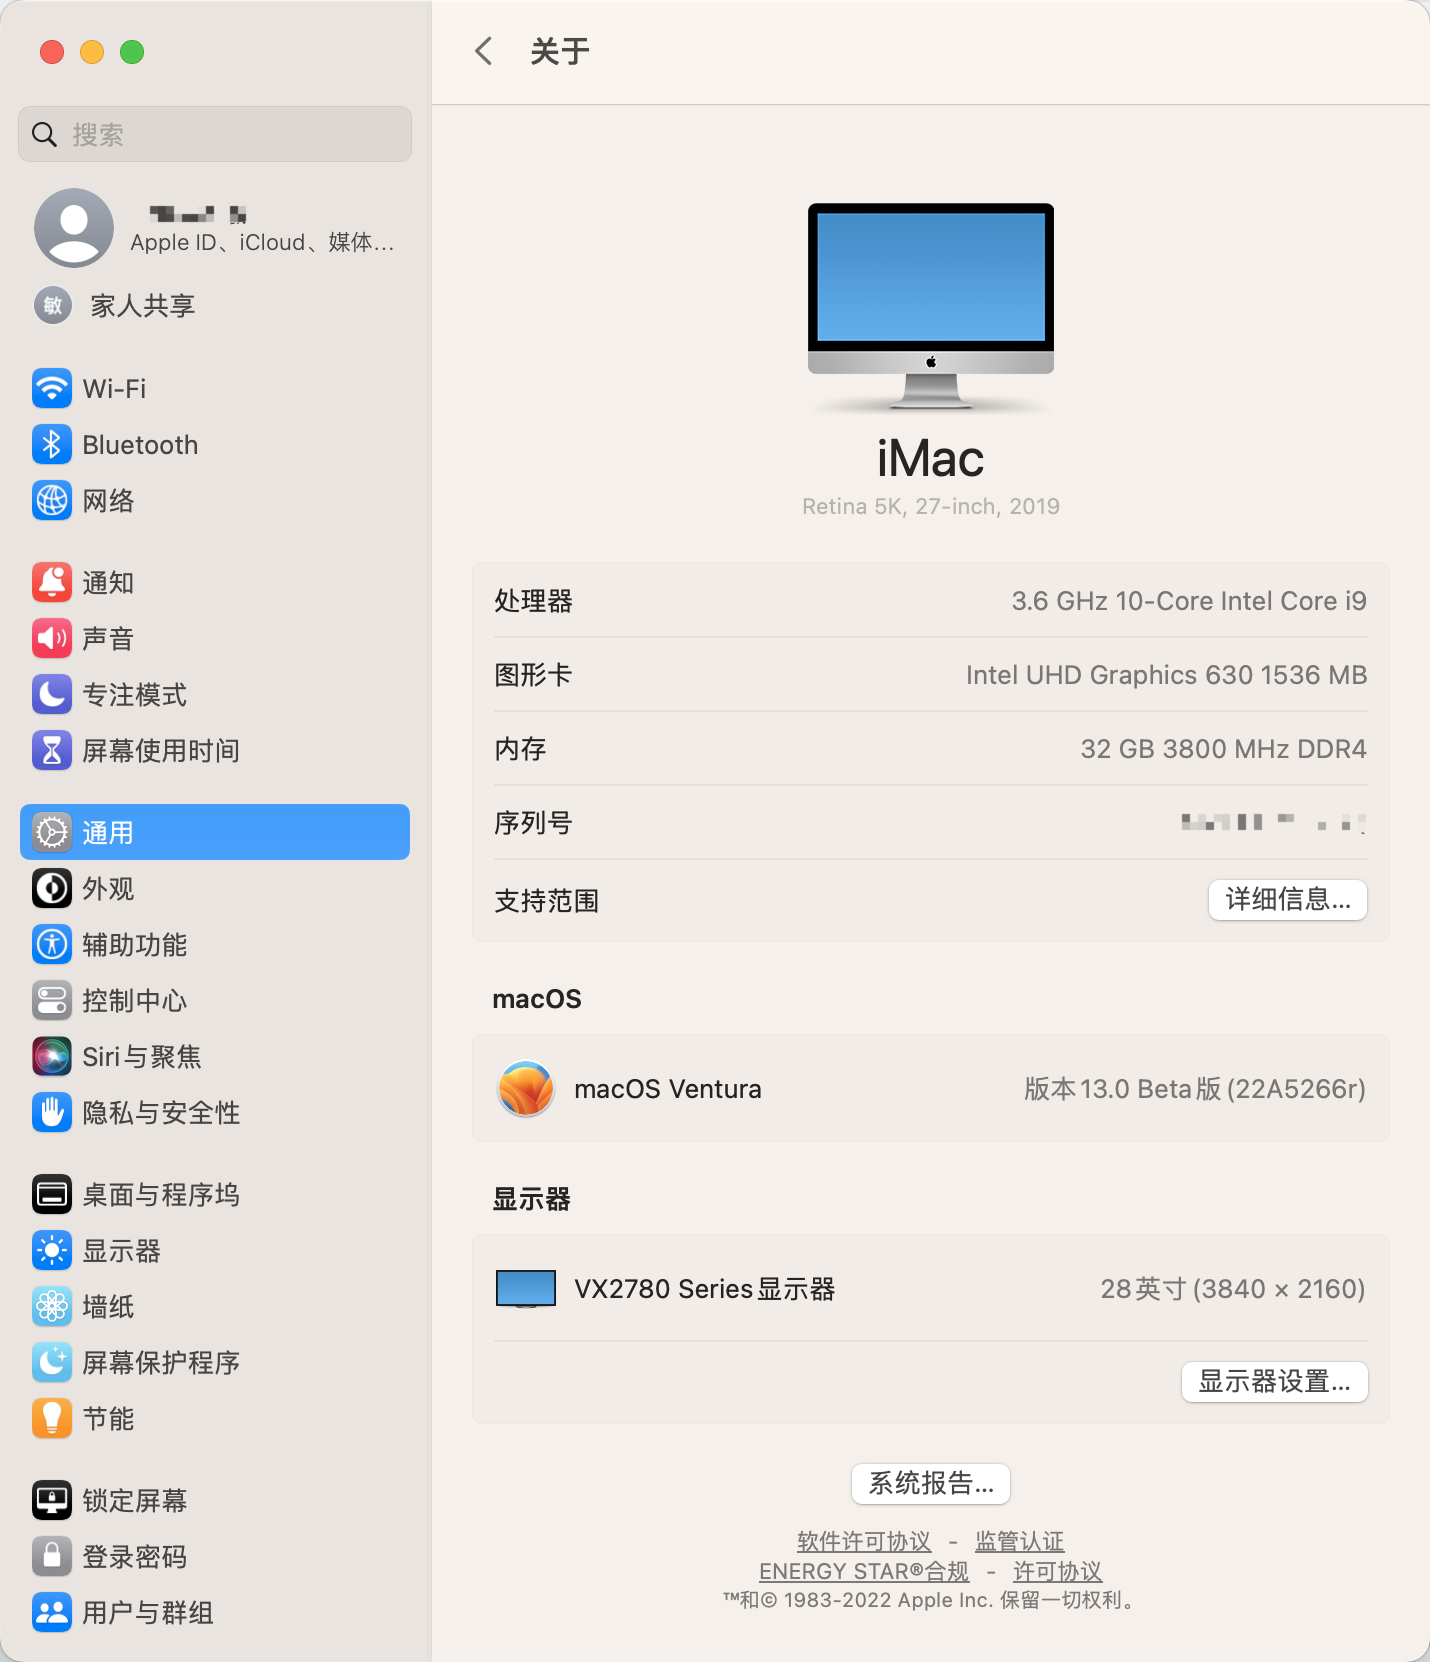 关于
搜索
Apple ID、iCloud、媒体...
敏 家人共享
Wi-Fi
Bluetooth
网络
通知
声音
专注模式
屏幕使用时间
通用
外观
辅助功能
控制中心
Siri与聚焦
隐私与安全性
桌面与程序坞
显示器
墙纸
屏幕保护程序
节能
锁定屏幕
登录密码
用户与群组
iMac
Retina 5K, 27-inch, 2019
处理器 3.6 GHz 10-Core Intel Core i9
图形卡 Intel UHD Graphics 630 1536 MB
内存 32 GB 3800 MHz DDR4
序列号
支持范围 详细信息...
macOS
macOS Ventura 版本13.0 Beta版 (22A5266r)
显示器
VX2780 Series显示器 28英寸 (3840 × 2160)
显示器设置...
系统报告...
软件许可协议 - 监管认证
ENERGY STAR®合规 - 许可协议
™和© 1983-2022 Apple Inc. 保留一切权利。